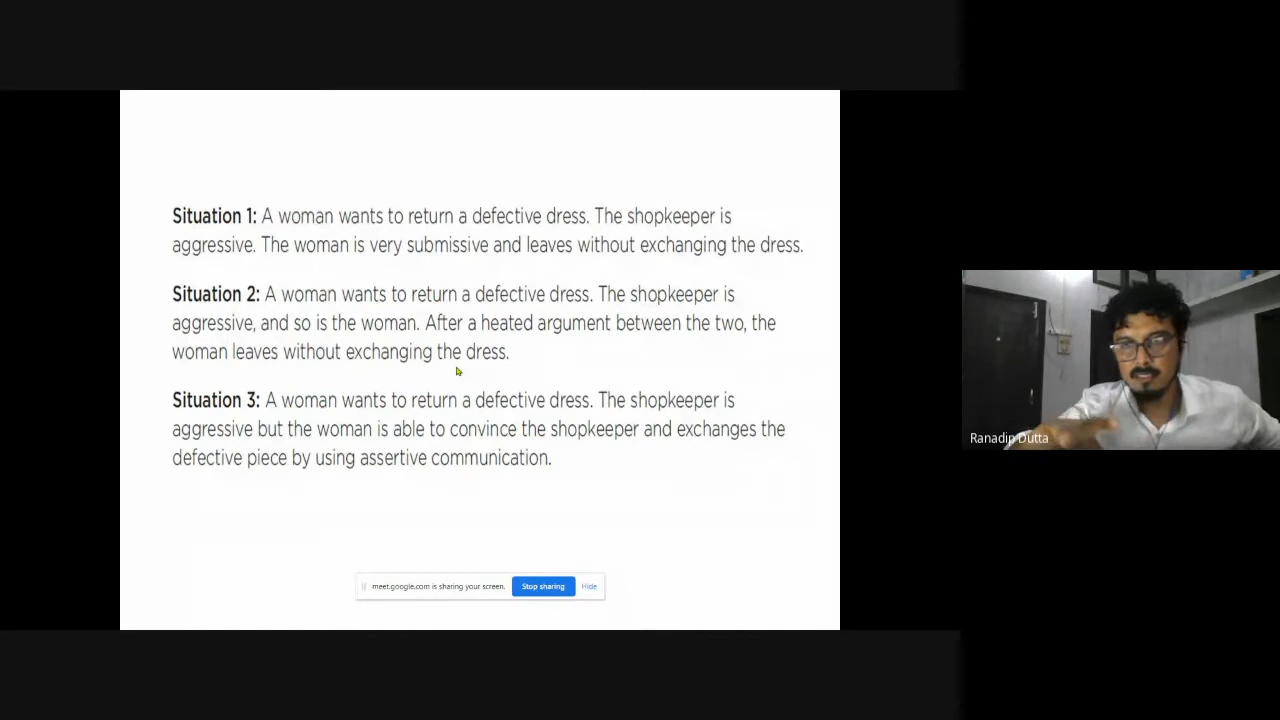 Situation 1: A woman wants to return a defective dress. The shopkeeper is
aggressive. The woman is very submissive and leaves without exchanging the dress.
Situation 2: A woman wants to return a defective dress. The shopkeeper is
aggressive, and so is the woman. After a heated argument between the two, the
woman leaves without exchanging the dress.
Situation 3: A woman wants to return a defective dress. The shopkeeper is
aggressive but the woman is able to convince the shopkeeper and exchanges the
defective piece by using assertive communication.
Ranadip Dutta
meet.google.com is sharing your screen. Stop sharing Hide